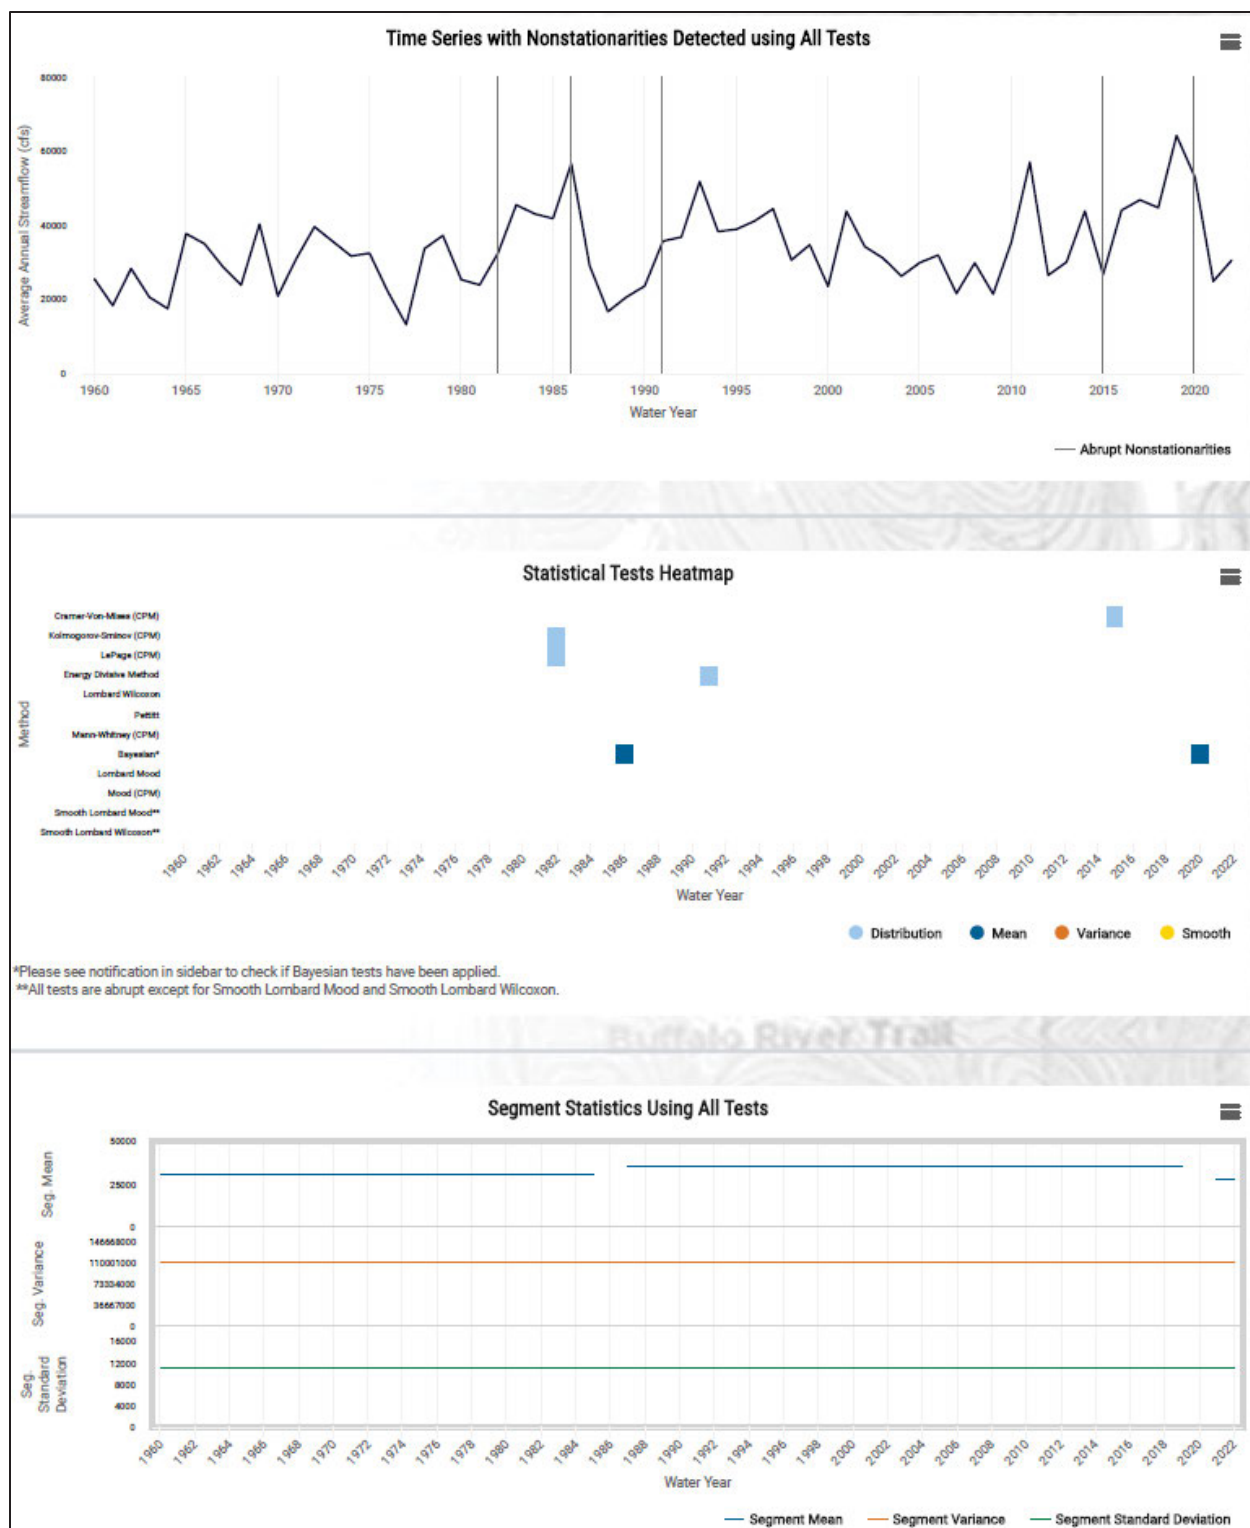 Time Series with Nonstationarities Detected using All Tests
Average Annual Streamflow (cfs)
80000
60000
40000
20000
0
1960 1965 1970 1975 1980 1985 1990 1995 2000 2005 2010 2015 2020
Water Year
Abrupt Nonstationarities
Statistical Tests Heatmap
Method
Cramer-Von-Mises (CPM)
Kolmogorov-Smirnov (CPM)
LePage (CPM)
Energy Divisive Method
Lombard Wilcoxon
Pettitt
Mann-Whitney (CPM)
Bayesian*
Lombard Mood
Mood (CPM)
Smooth Lombard Mood**
Smooth Lombard Wilcoxon**
1960 1962 1964 1966 1968 1970 1972 1974 1976 1978 1980 1982 1984 1986 1988 1990 1992 1994 1996 1998 2000 2002 2004 2006 2008 2010 2012 2014 2016 2018 2020 2022
Water Year
Distribution Mean Variance Smooth
*Please see notification in sidebar to check if Bayesian tests have been applied.
**All tests are abrupt except for Smooth Lombard Mood and Smooth Lombard Wilcoxon.
Buffalo River Trail
Segment Statistics Using All Tests
Seg. Mean
50000
25000
0
Seg. Variance
146668000
110001000
73334000
36667000
0
Seg.
Standard
Deviation
16000
12000
8000
4000
0
1960 1962 1964 1966 1968 1970 1972 1974 1976 1978 1980 1982 1984 1986 1988 1990 1992 1994 1996 1998 2000 2002 2004 2006 2008 2010 2012 2014 2016 2018 2020 2022
Water Year
Segment Mean Segment Variance Segment Standard Deviation